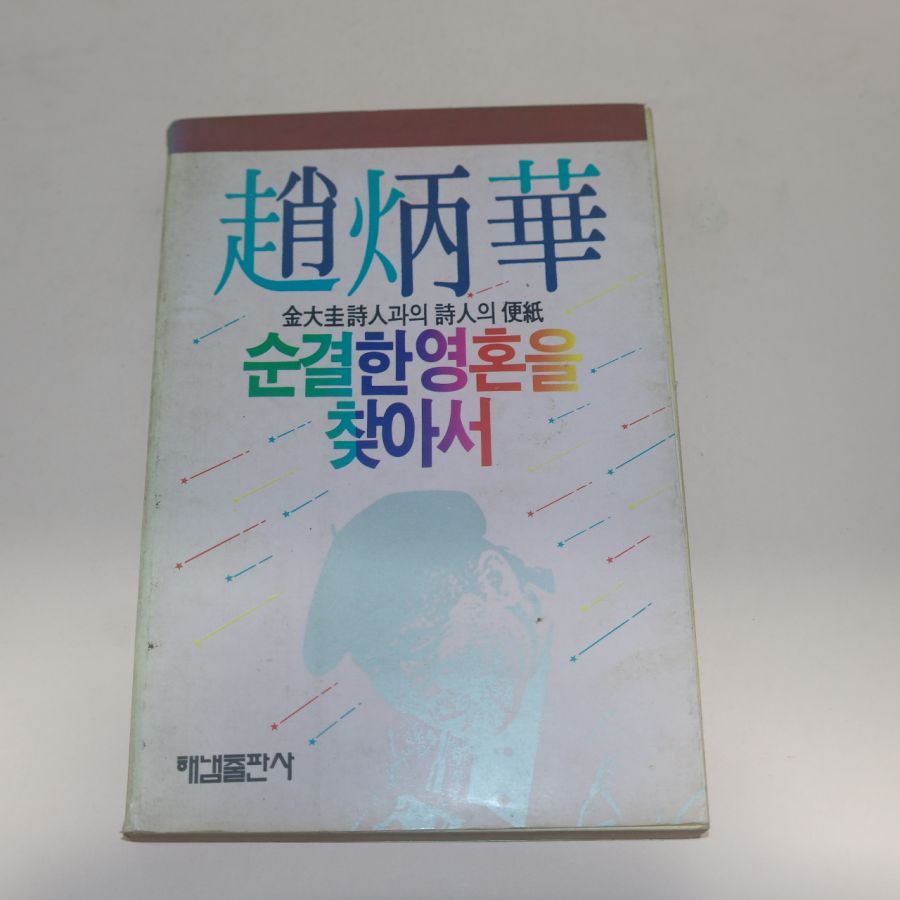 趙炳華
金大圭詩人과의 詩人의 便紙
순결한영혼을
찾아서
해냄출판사